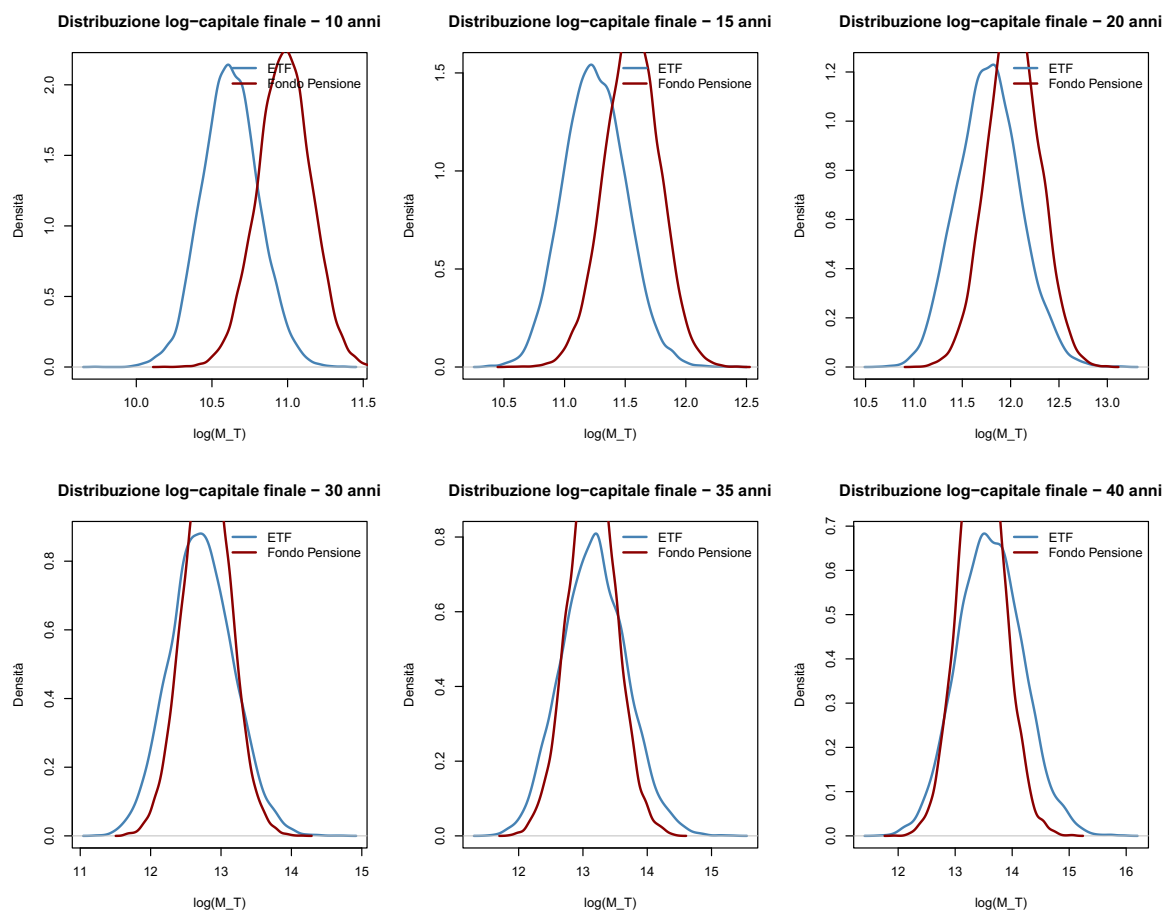 Distribuzione log−capitale finale − 10 anni
Densità
2.0
1.5
1.0
0.5
0.0
ETF
Fondo Pensione
10.0 10.5 11.0 11.5
log(M_T)
Distribuzione log−capitale finale − 15 anni
Densità
1.5
1.0
0.5
0.0
ETF
Fondo Pensione
10.5 11.0 11.5 12.0 12.5
log(M_T)
Distribuzione log−capitale finale − 20 anni
Densità
1.2
1.0
0.8
0.6
0.4
0.2
0.0
ETF
Fondo Pensione
10.5 11.0 11.5 12.0 12.5 13.0
log(M_T)
Distribuzione log−capitale finale − 30 anni
Densità
0.8
0.6
0.4
0.2
0.0
ETF
Fondo Pensione
11 12 13 14 15
log(M_T)
Distribuzione log−capitale finale − 35 anni
Densità
0.8
0.6
0.4
0.2
0.0
ETF
Fondo Pensione
12 13 14 15
log(M_T)
Distribuzione log−capitale finale − 40 anni
Densità
0.7
0.6
0.5
0.4
0.3
0.2
0.1
0.0
ETF
Fondo Pensione
12 13 14 15 16
log(M_T)